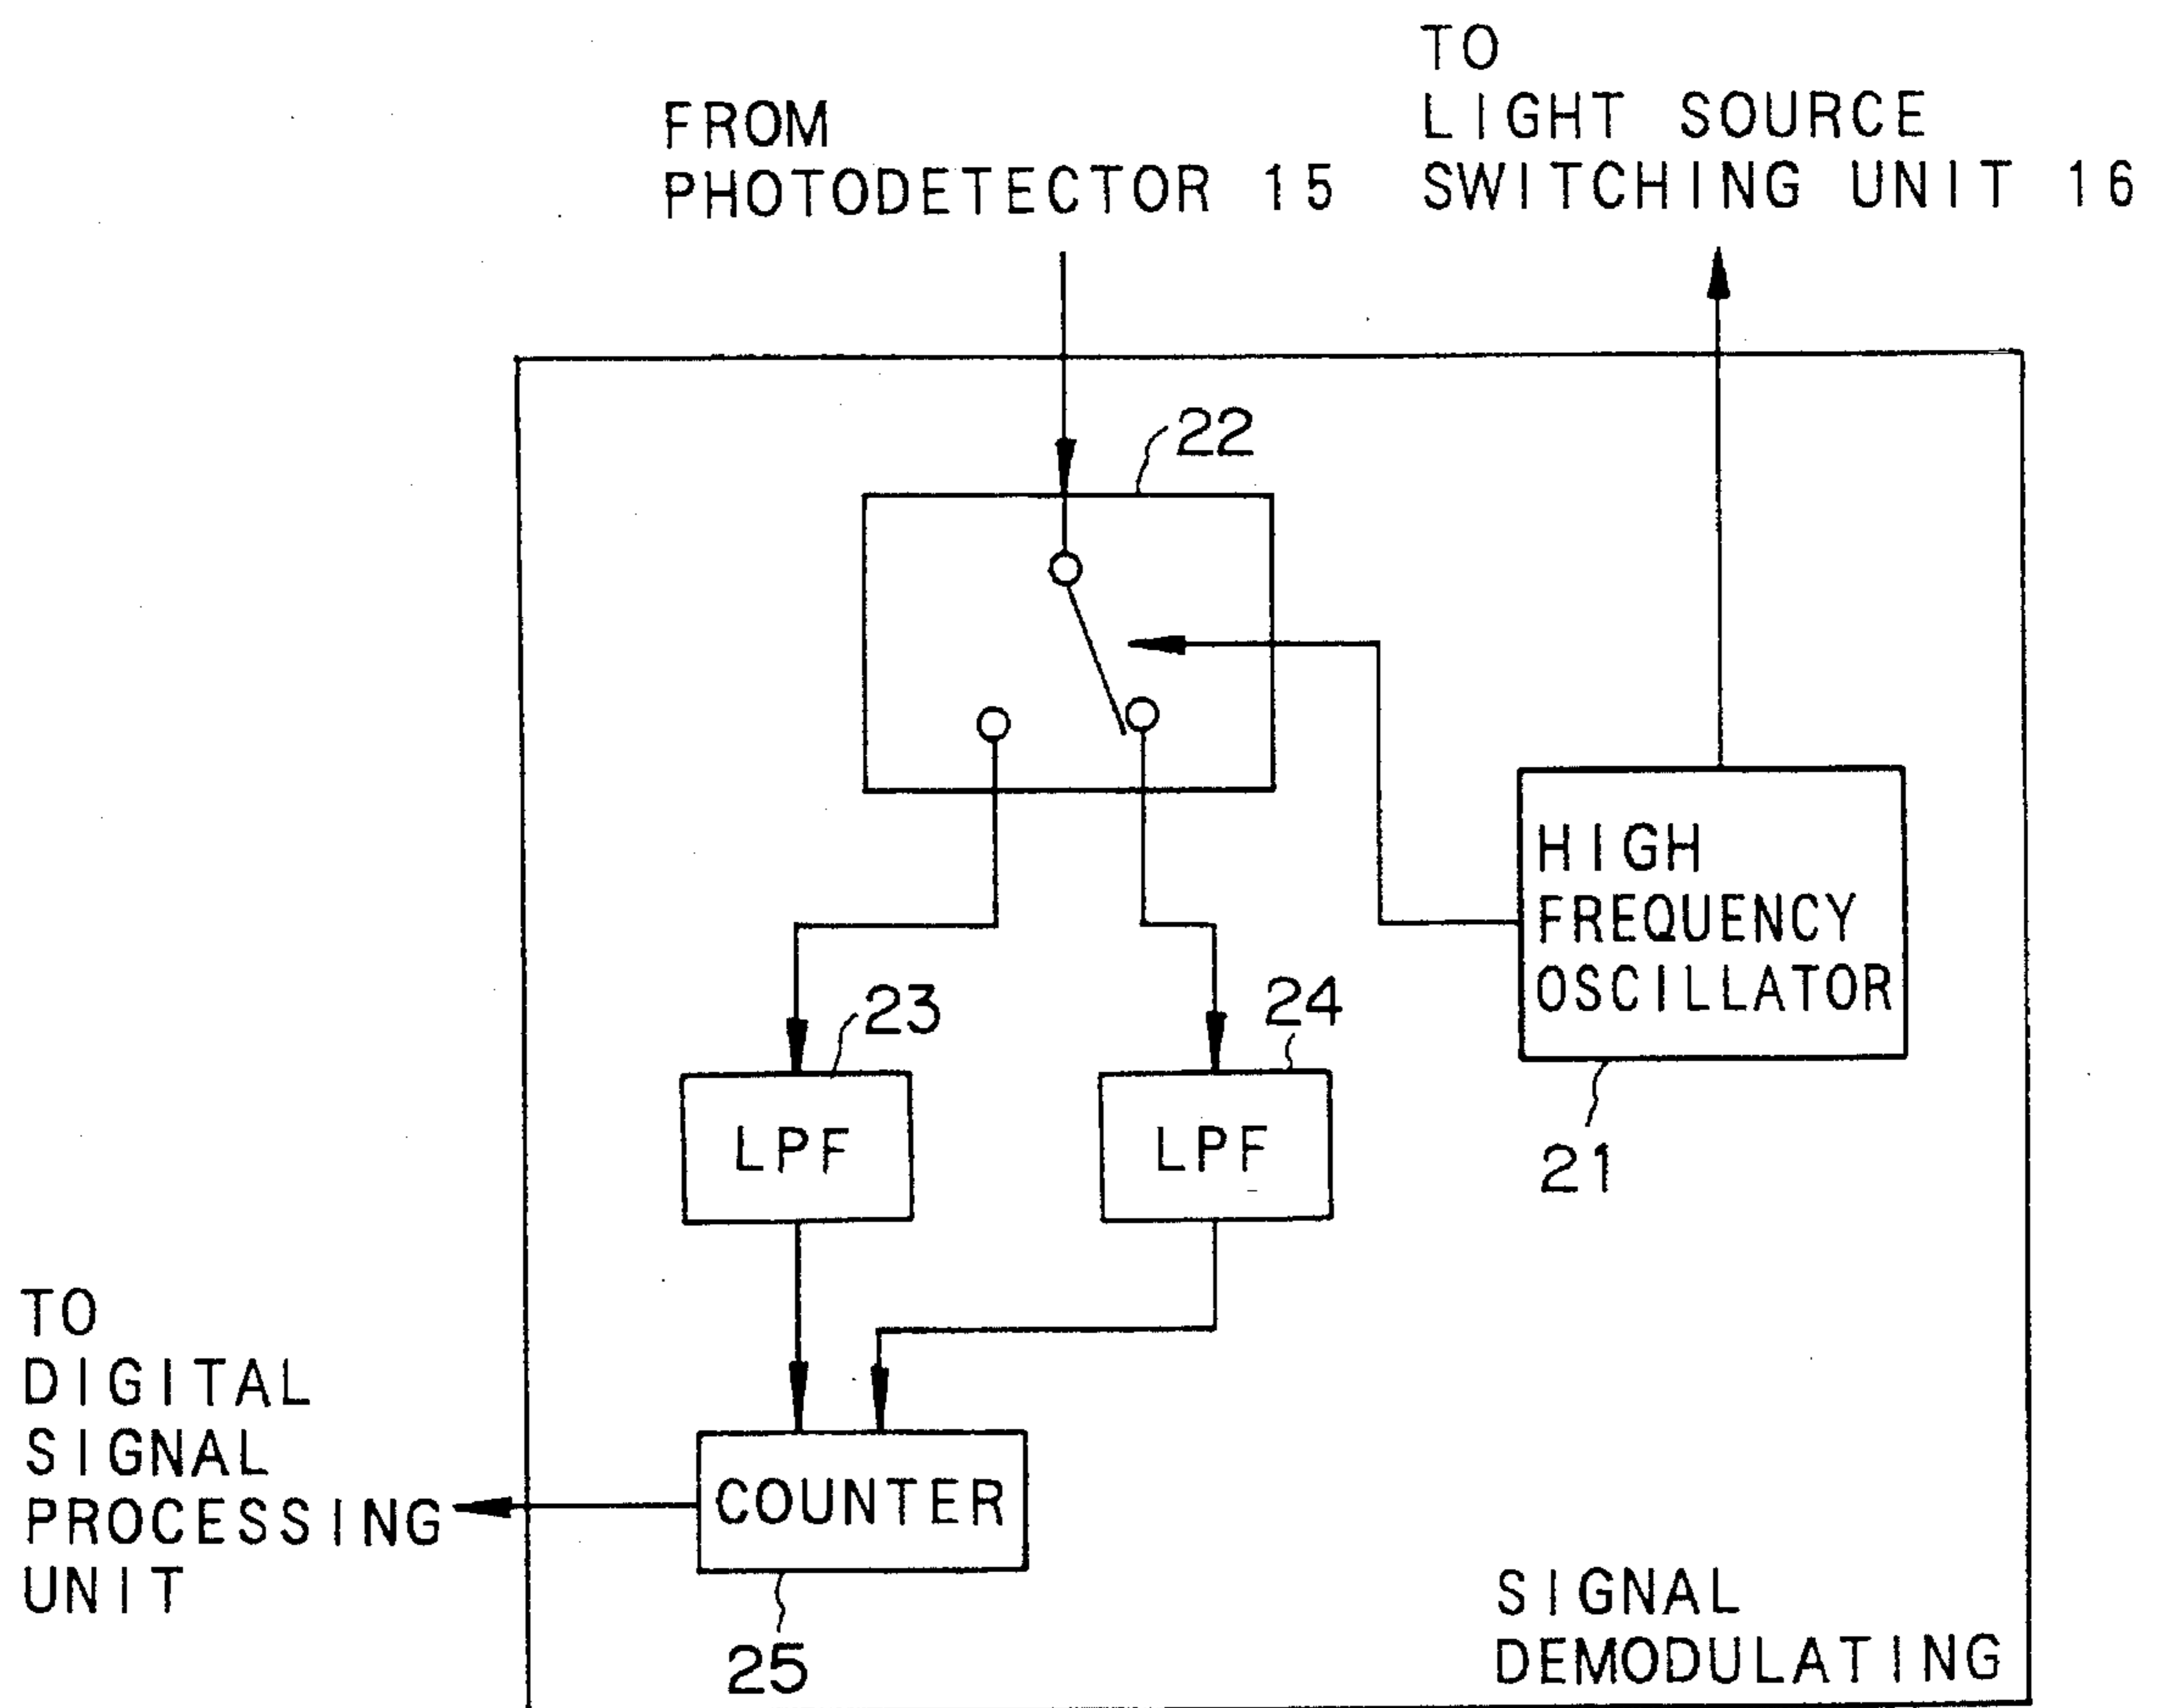 TO
LIGHT SOURCE
SWITCHING UNIT 16
FROM
PHOTODETECTOR 15
22
HIGH
FREQUENCY
OSCILLATOR
21
23
24
LPF
LPF
TO
DIGITAL
SIGNAL
PROCESSING
UNIT
COUNTER
25
SIGNAL
DEMODULATING